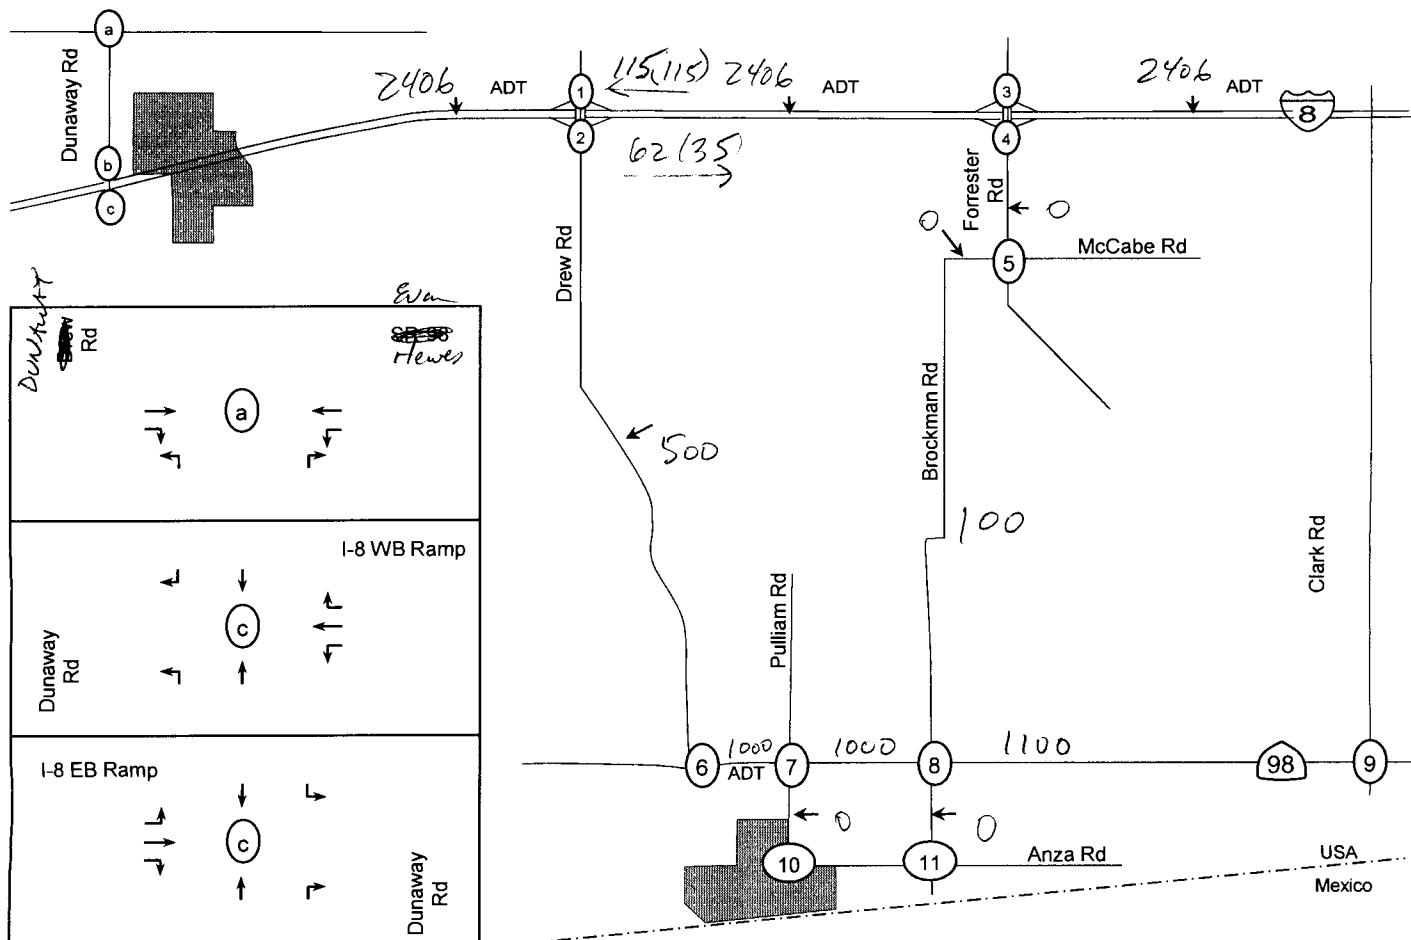 a
Dunaway Rd
b
c
2406 ADT
1
2
115(115)
62(35)
2406 ADT
3
4
2406 ADT
8
Forrester Rd
0
0
5
McCabe Rd
Drew Rd
500
Brockman Rd
100
Clark Rd
Pulliam Rd
6
1000
ADT
7
1000
8
1100
98
9
0
0
10
11
Anza Rd
USA
Mexico
Dunaway
Rd
Evan
SR-98
Hewes
a
I-8 WB Ramp
c
Dunaway
Rd
I-8 EB Ramp
c
Dunaway
Rd